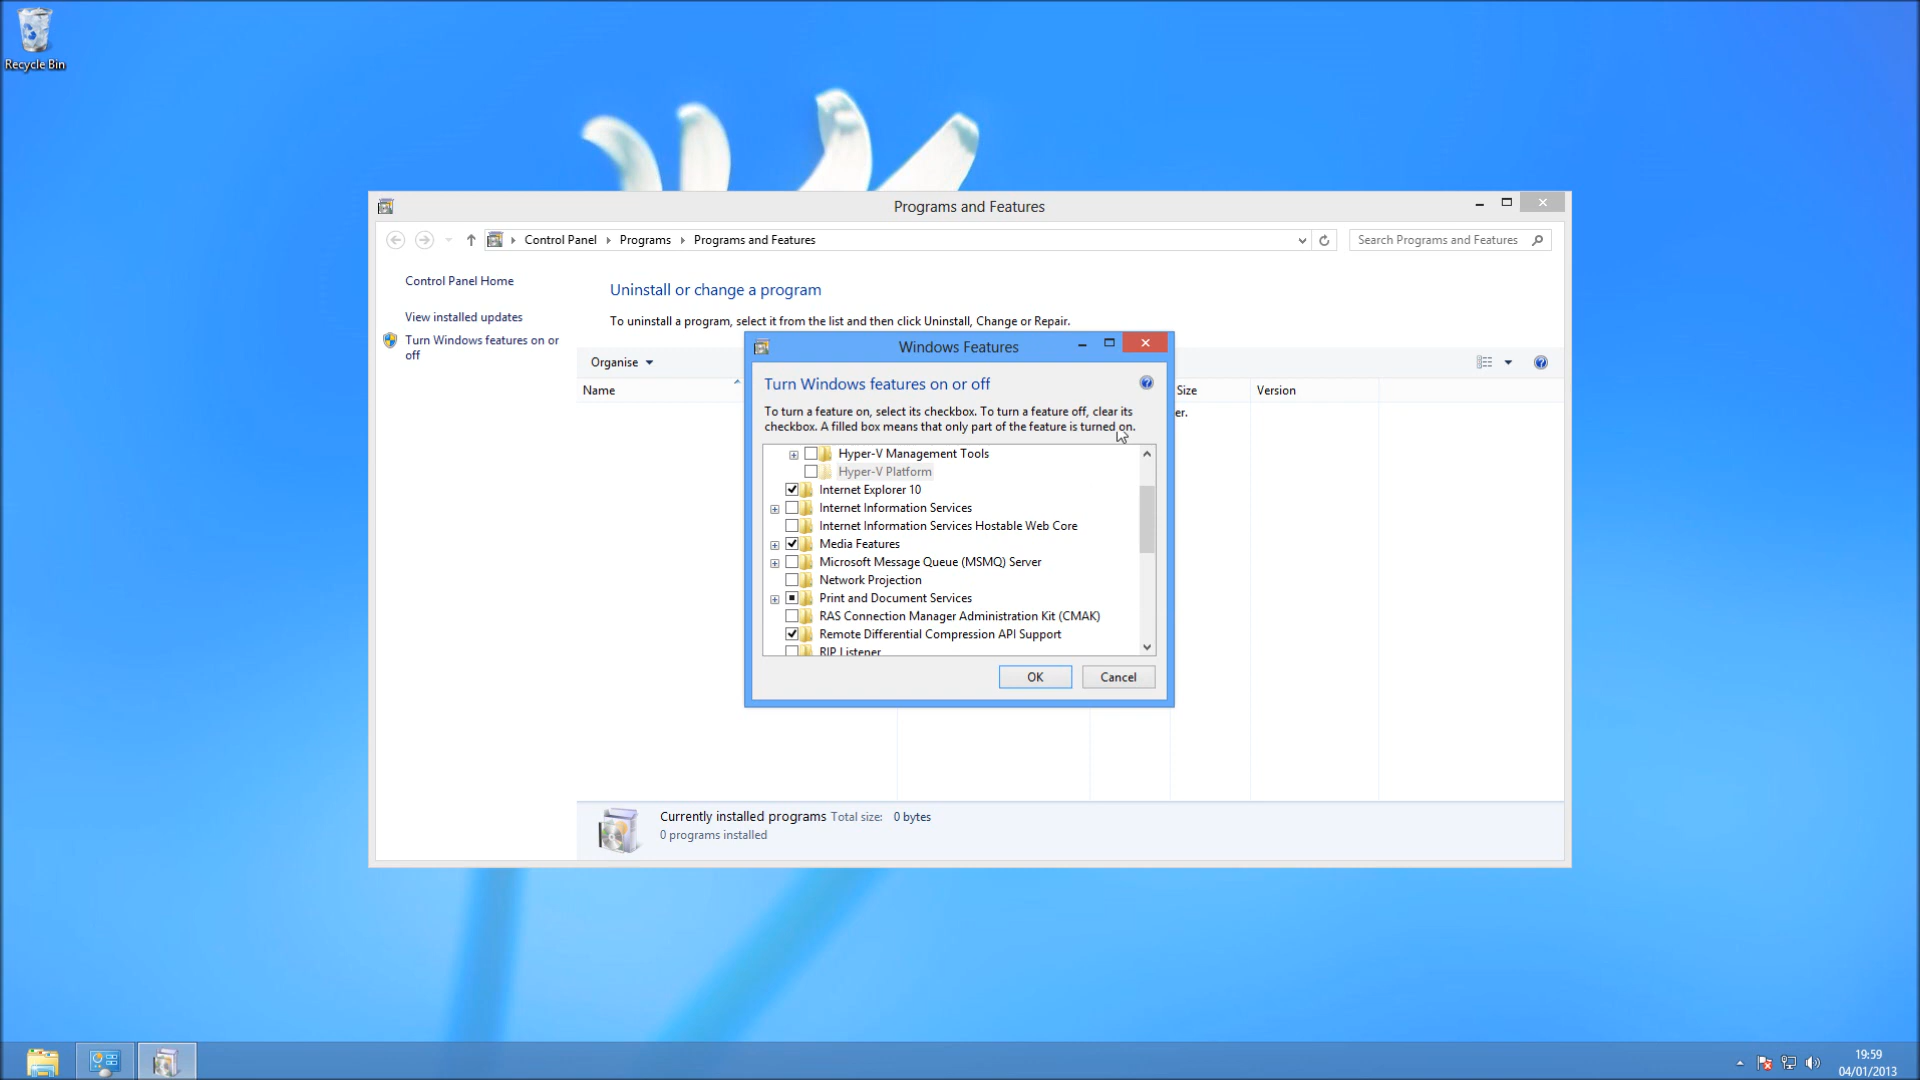 Recycle Bin
Programs and Features
Control Panel Programs Programs and Features
Search Programs and Features
Control Panel Home
View installed updates
Turn Windows features on or
off
Uninstall or change a program
To uninstall a program, select it from the list and then click Uninstall, Change or Repair.
Organise
Name
Size
Version
er.
Windows Features
Turn Windows features on or off
To turn a feature on, select its checkbox. To turn a feature off, clear its
checkbox. A filled box means that only part of the feature is turned on.
Hyper-V Management Tools
Hyper-V Platform
Internet Explorer 10
Internet Information Services
Internet Information Services Hostable Web Core
Media Features
Microsoft Message Queue (MSMQ) Server
Network Projection
Print and Document Services
RAS Connection Manager Administration Kit (CMAK)
Remote Differential Compression API Support
RIP Listener
OK
Cancel
Currently installed programs Total size: 0 bytes
0 programs installed
19:59
04/01/2013